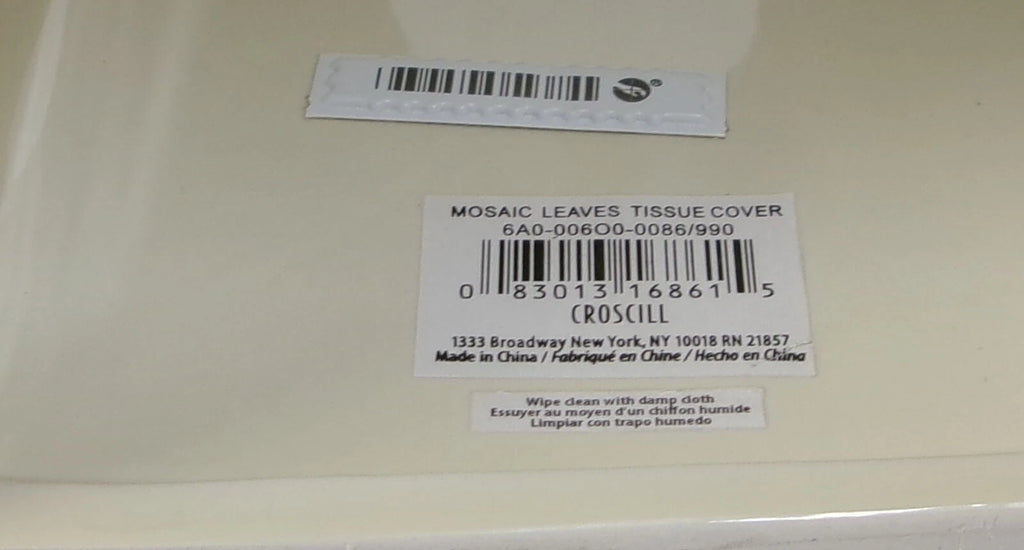 MOSAIC LEAVES TISSUE COVER
6A0-006O0-0086/990
0 83013 16861 5
CROSCILL
1333 Broadway New York, NY 10018 RN 21857
Made in China / Fabriqué en Chine / Hecho en China
Wipe clean with damp cloth
Essuyer au moyen d'un chiffon humide
Limpiar con trapo humedo